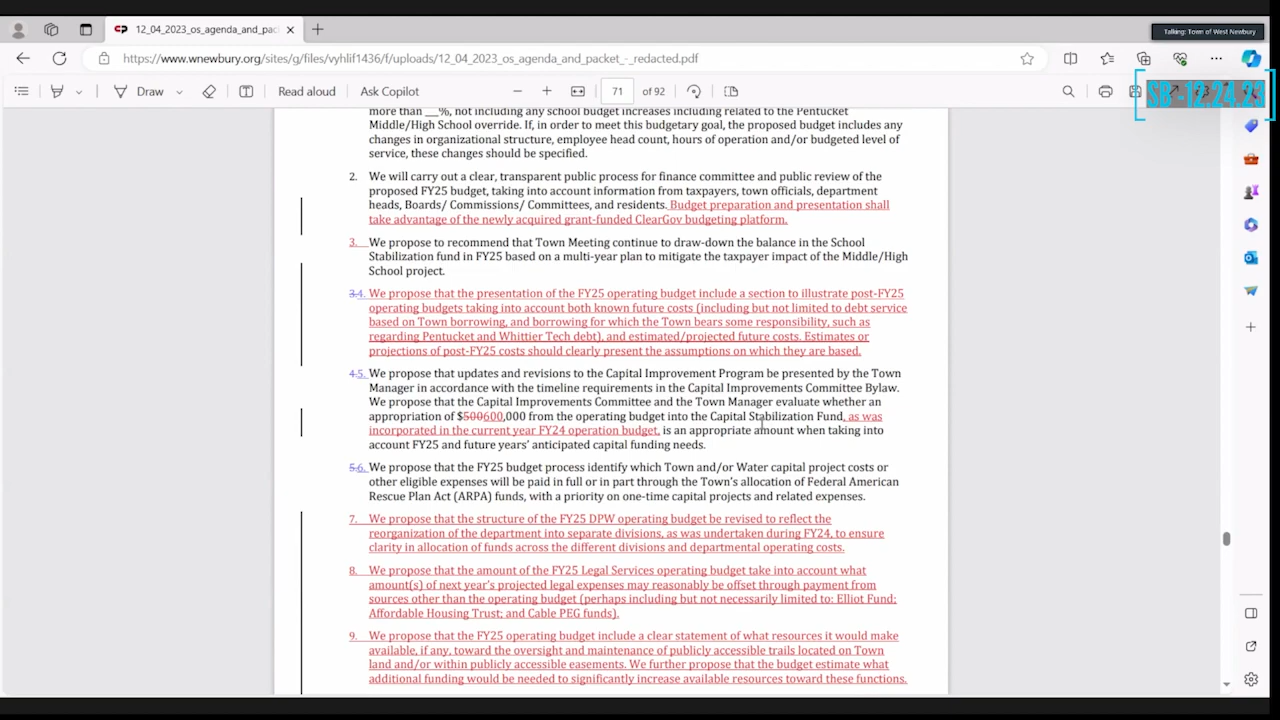 12_04_2023_os_agenda_and_pac
Talking: Town of West Newbury
https://www.wnewbury.org/sites/g/files/vyhlif1436/f/uploads/12_04_2023_os_agenda_and_packet_-_redacted.pdf
Draw
Read aloud
Ask Copilot
71 of 92
SB -12.24.23
more than __%, not including any school budget increases including related to the Pentucket
Middle/High School override. If, in order to meet this budgetary goal, the proposed budget includes any
changes in organizational structure, employee head count, hours of operation and/or budgeted level of
service, these changes should be specified.
2. We will carry out a clear, transparent public process for finance committee and public review of the
proposed FY25 budget, taking into account information from taxpayers, town officials, department
heads, Boards/ Commissions/ Committees, and residents. Budget preparation and presentation shall
take advantage of the newly acquired grant-funded ClearGov budgeting platform.
3. We propose to recommend that Town Meeting continue to draw-down the balance in the School
Stabilization fund in FY25 based on a multi-year plan to mitigate the taxpayer impact of the Middle/High
School project.
3.4. We propose that the presentation of the FY25 operating budget include a section to illustrate post-FY25
operating budgets taking into account both known future costs (including but not limited to debt service
based on Town borrowing, and borrowing for which the Town bears some responsibility, such as
regarding Pentucket and Whittier Tech debt), and estimated/projected future costs. Estimates or
projections of post-FY25 costs should clearly present the assumptions on which they are based.
4.5. We propose that updates and revisions to the Capital Improvement Program be presented by the Town
Manager in accordance with the timeline requirements in the Capital Improvements Committee Bylaw.
We propose that the Capital Improvements Committee and the Town Manager evaluate whether an
appropriation of $500600,000 from the operating budget into the Capital Stabilization Fund, as was
incorporated in the current year FY24 operation budget, is an appropriate amount when taking into
account FY25 and future years' anticipated capital funding needs.
5.6. We propose that the FY25 budget process identify which Town and/or Water capital project costs or
other eligible expenses will be paid in full or in part through the Town's allocation of Federal American
Rescue Plan Act (ARPA) funds, with a priority on one-time capital projects and related expenses.
7. We propose that the structure of the FY25 DPW operating budget be revised to reflect the
reorganization of the department into separate divisions, as was undertaken during FY24, to ensure
clarity in allocation of funds across the different divisions and departmental operating costs.
8. We propose that the amount of the FY25 Legal Services operating budget take into account what
amount(s) of next year's projected legal expenses may reasonably be offset through payment from
sources other than the operating budget (perhaps including but not necessarily limited to: Elliot Fund;
Affordable Housing Trust; and Cable PEG funds).
9. We propose that the FY25 operating budget include a clear statement of what resources it would make
available, if any, toward the oversight and maintenance of publicly accessible trails located on Town
land and/or within publicly accessible easements. We further propose that the budget estimate what
additional funding would be needed to significantly increase available resources toward these functions.